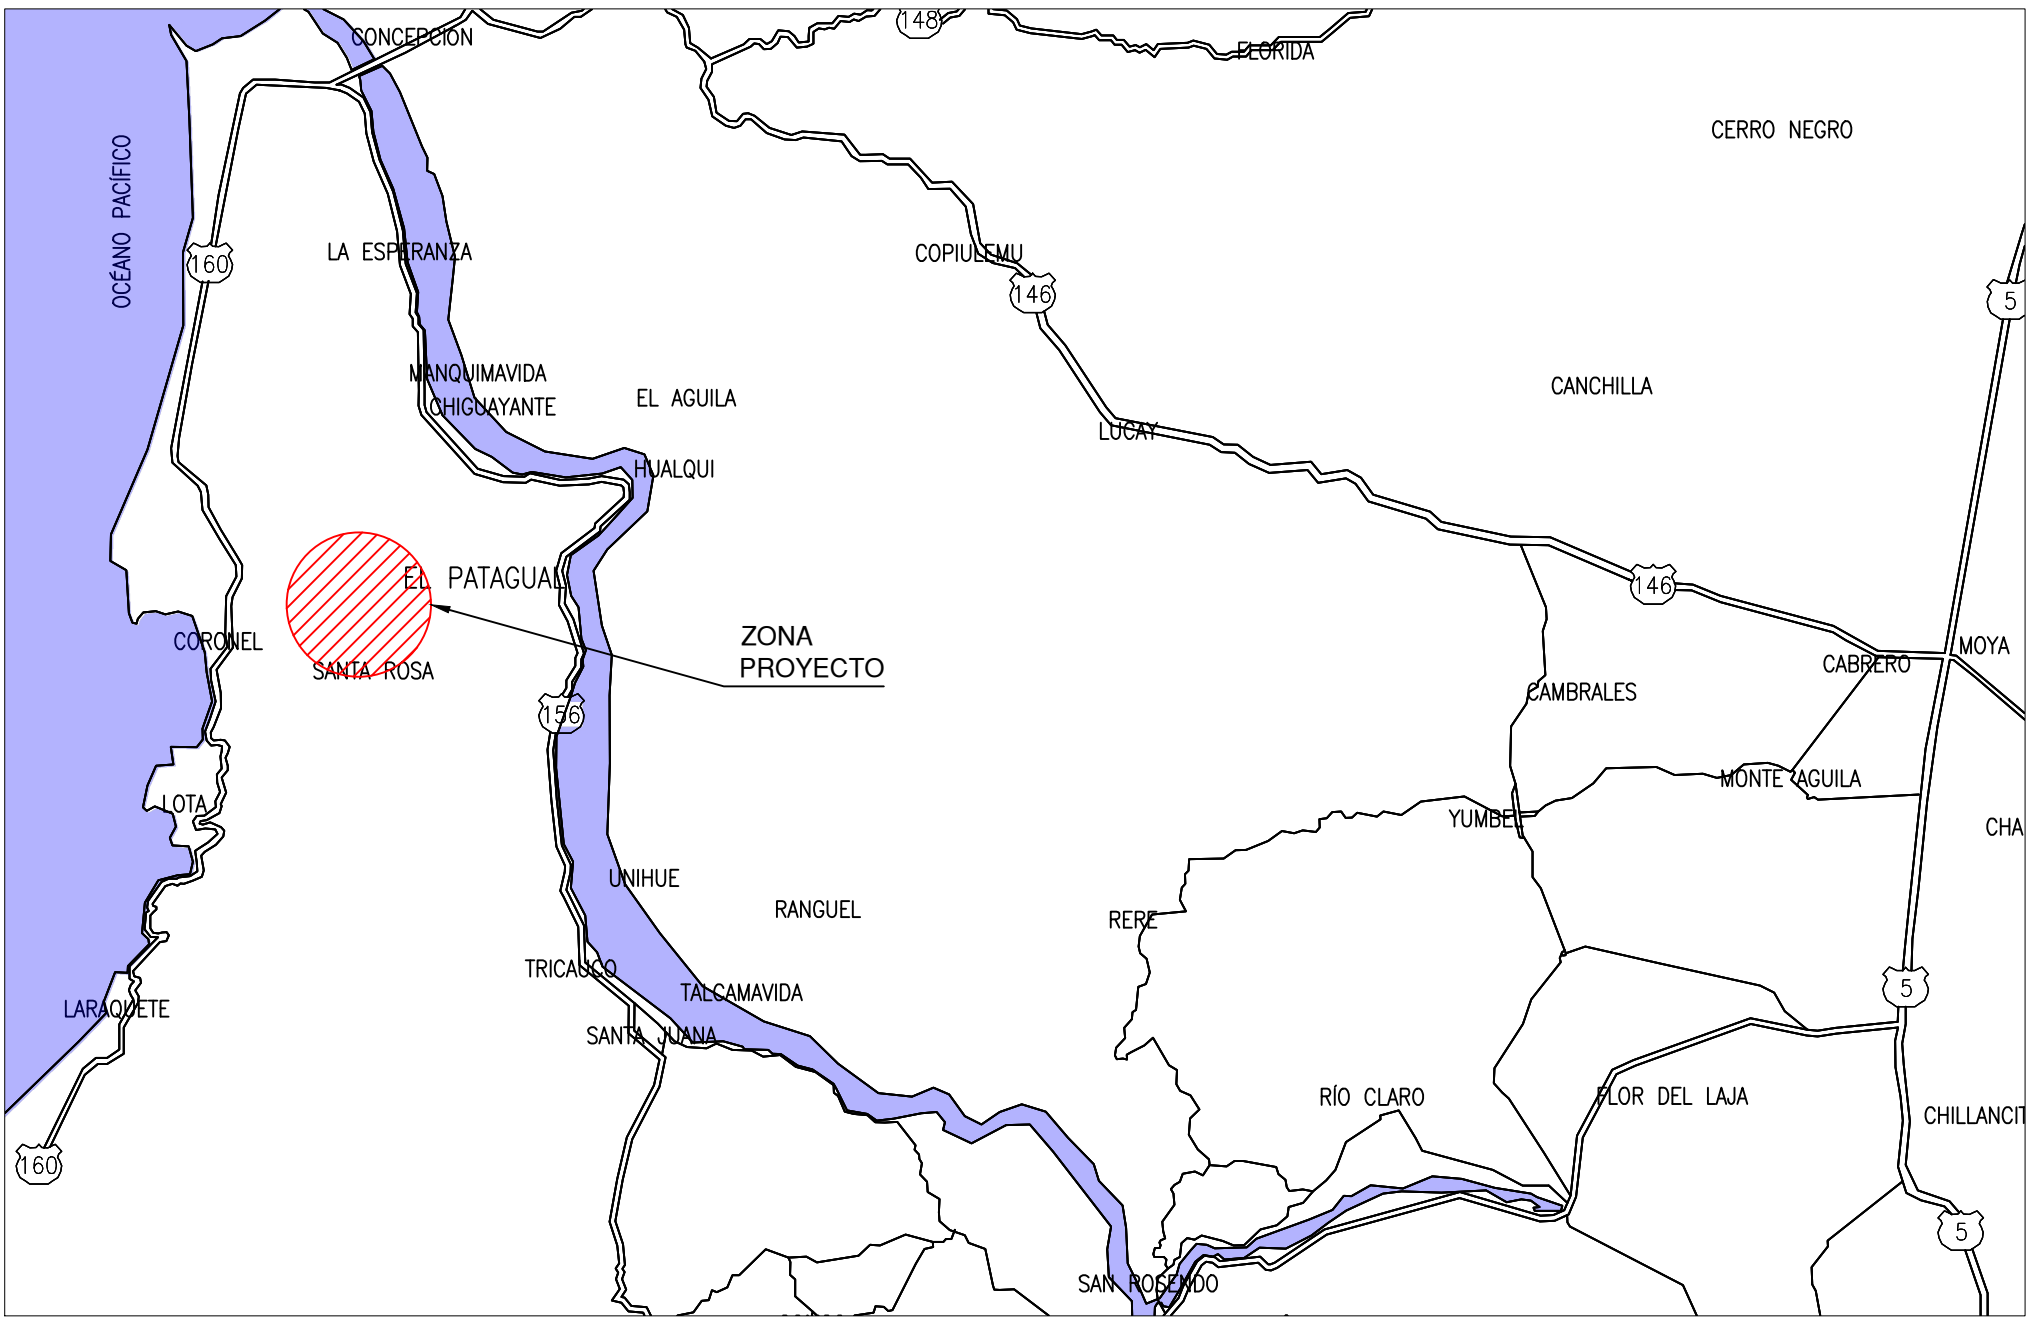 148
CONCEPCIÓN
FLORIDA
CERRO NEGRO
OCÉANO PACÍFICO
LA ESPERANZA
COPIULEMU
160
146
5
MANQUIMAVIDA
CANCHILLA
EL AGUILA
CHIGUAYANTE
LUCAY
HUALQUI
EL PATAGUAL
146
ZONA
PROYECTO
CORONEL
MOYA
CABRERO
SANTA ROSA
CAMBRALES
156
MONTE AGUILA
LOTA
YUMBEL
CHA
UNIHUE
RANGUEL
RERE
TRICAUCO
5
TALCAMAVIDA
LARAQUETE
SANTA JUANA
RÍO CLARO
FLOR DEL LAJA
CHILLANCIT
160
5
SAN ROSENDO